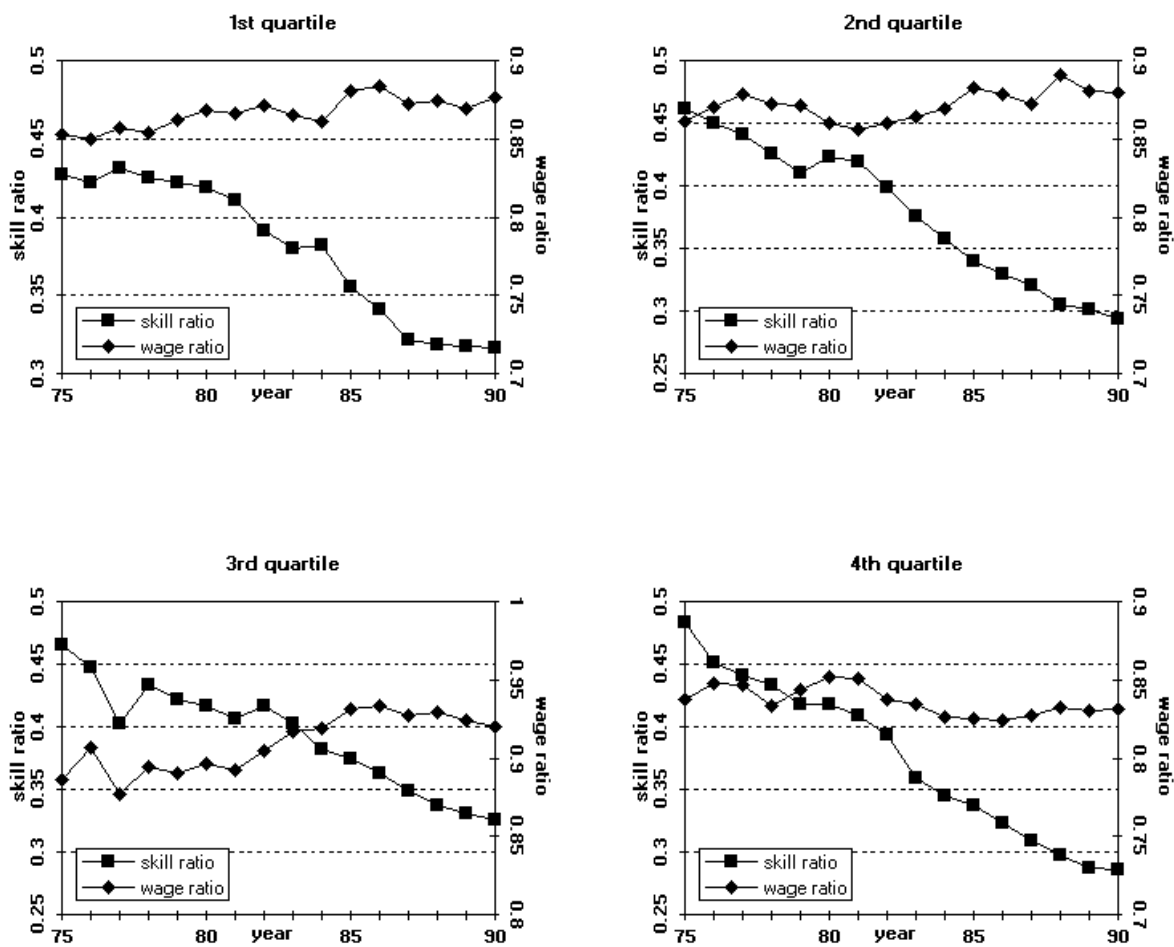 1st quartile
0.5
0.45
0.4
0.35
0.3
skill ratio
0.9
0.85
0.8
0.75
0.7
wage ratio
skill ratio
wage ratio
75
80
year
85
90
2nd quartile
0.5
0.45
0.4
0.35
0.3
0.25
skill ratio
0.9
0.85
0.8
0.75
0.7
wage ratio
skill ratio
wage ratio
75
80
year
85
90
3rd quartile
0.5
0.45
0.4
0.35
0.3
0.25
skill ratio
1
0.95
0.9
0.85
0.8
wage ratio
skill ratio
wage ratio
75
80
year
85
90
4th quartile
0.5
0.45
0.4
0.35
0.3
0.25
skill ratio
0.9
0.85
0.8
0.75
0.7
wage ratio
skill ratio
wage ratio
75
80
year
85
90